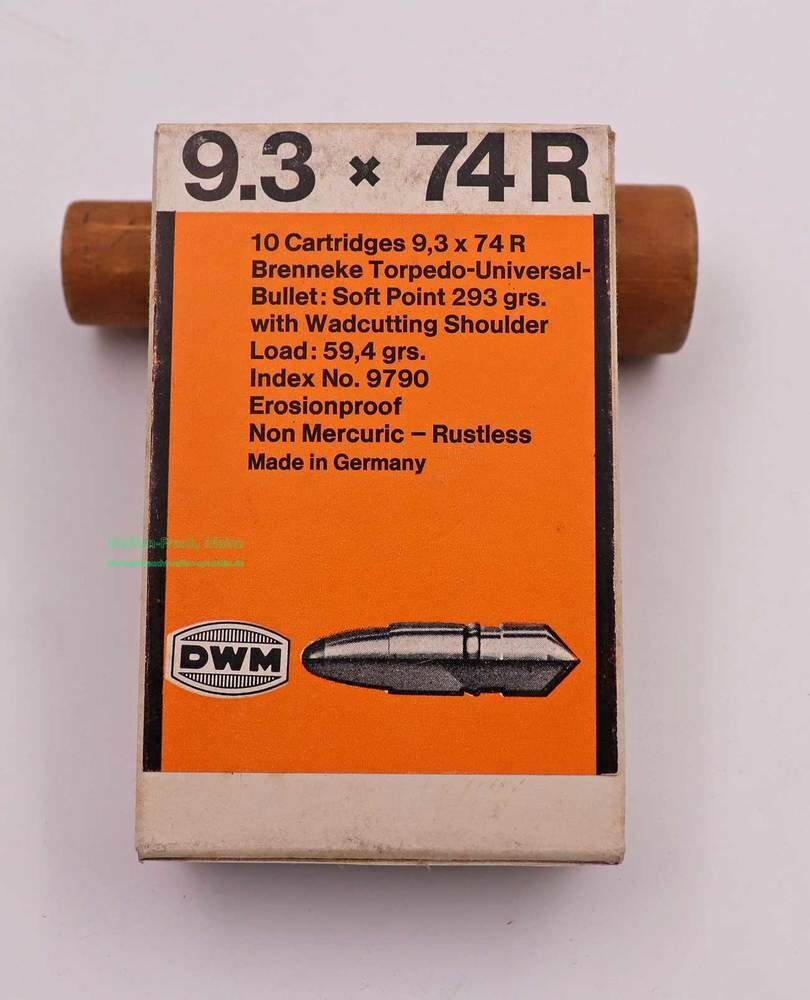 9.3 × 74 R
10 Cartridges 9,3 x 74 R
Brenneke Torpedo-Universal-
Bullet: Soft Point 293 grs.
with Wadcutting Shoulder
Load: 59,4 grs.
Index No. 9790
Erosionproof
Non Mercuric – Rustless
Made in Germany
DWM